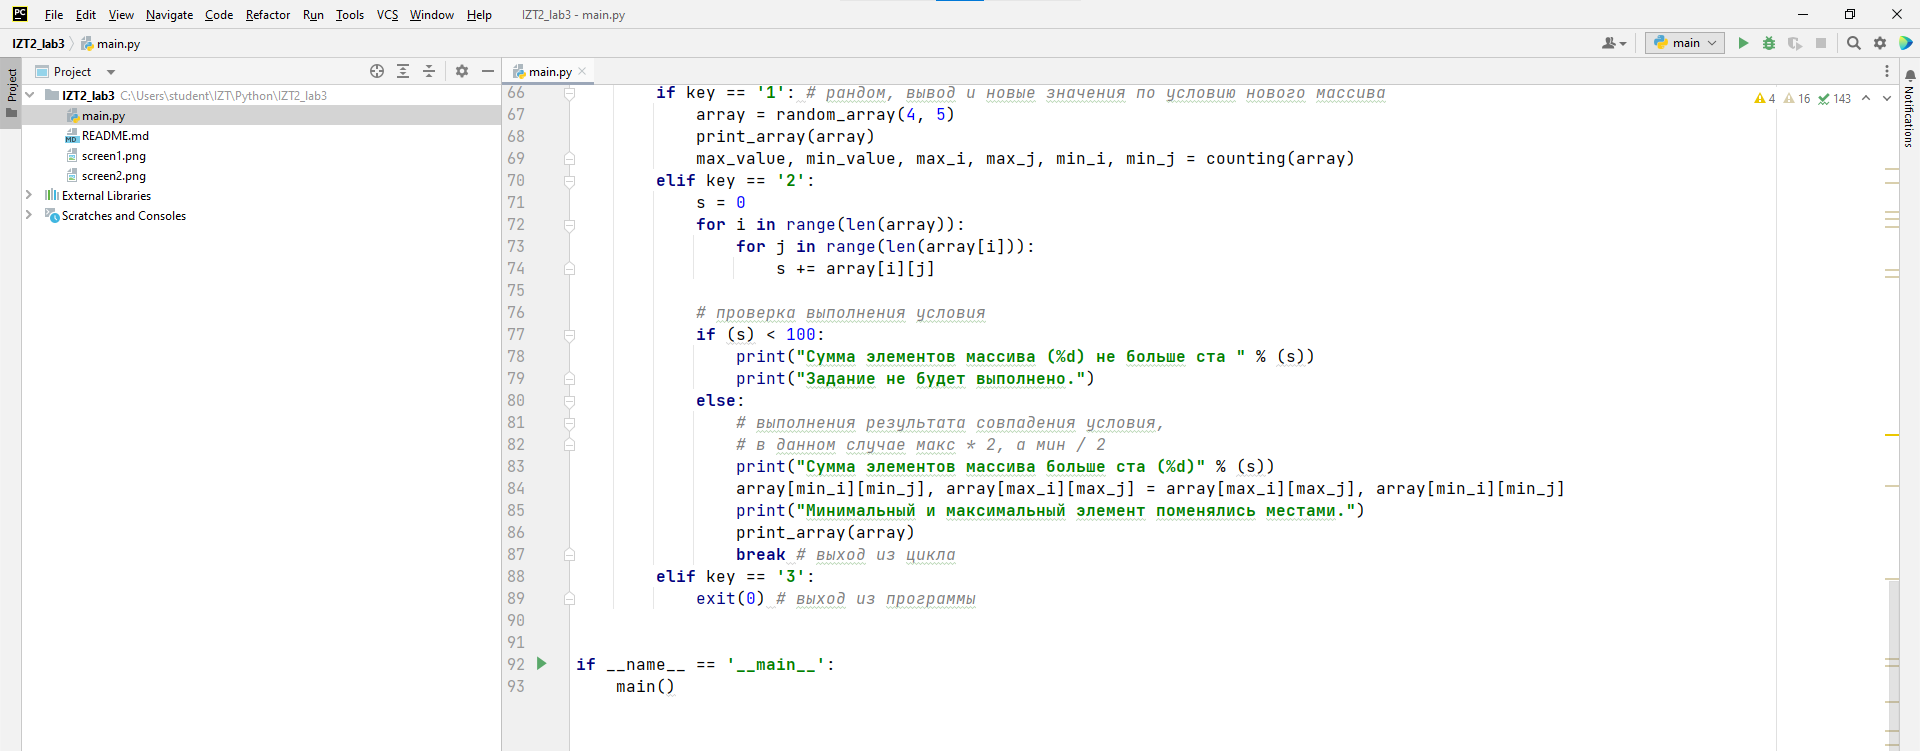 File Edit View Navigate Code Refactor Run Tools VCS Window Help IZT2_lab3 - main.py
IZT2_lab3 main.py
main
Project
main.py
Project
Notifications
IZT2_lab3 C:\Users\student\IZT\Python\IZT2_lab3
main.py
README.md
screen1.png
screen2.png
External Libraries
Scratches and Consoles
4 16 143
66 if key == '1': # рандом, вывод и новые значения по условию нового массива
67 array = random_array(4, 5)
68 print_array(array)
69 max_value, min_value, max_i, max_j, min_i, min_j = counting(array)
70 elif key == '2':
71 s = 0
72 for i in range(len(array)):
73 for j in range(len(array[i])):
74 s += array[i][j]
75
76 # проверка выполнения условия
77 if (s) < 100:
78 print("Сумма элементов массива (%d) не больше ста " % (s))
79 print("Задание не будет выполнено.")
80 else:
81 # выполнения результата совпадения условия,
82 # в данном случае макс * 2, а мин / 2
83 print("Сумма элементов массива больше ста (%d)" % (s))
84 array[min_i][min_j], array[max_i][max_j] = array[max_i][max_j], array[min_i][min_j]
85 print("Минимальный и максимальный элемент поменялись местами.")
86 print_array(array)
87 break # выход из цикла
88 elif key == '3':
89 exit(0) # выход из программы
90
91
92 if __name__ == '__main__':
93 main()